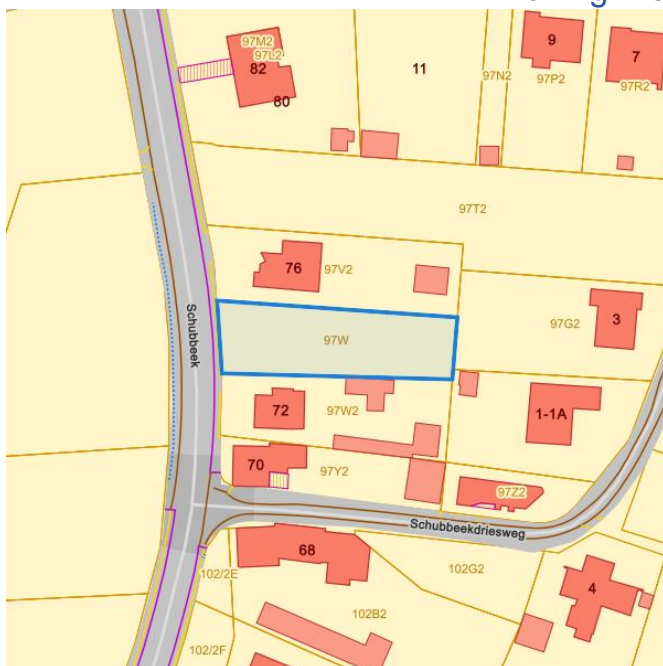 97M2
97L2
82
80
11
97N2
9
97P2
7
97R2
97T2
76
97V2
97W
97G2
3
Schubbeek
72
97W2
1-1A
70
97Y2
97Z2
Schubbeekdriesweg
68
102/2E
102G2
4
102B2
102/2F